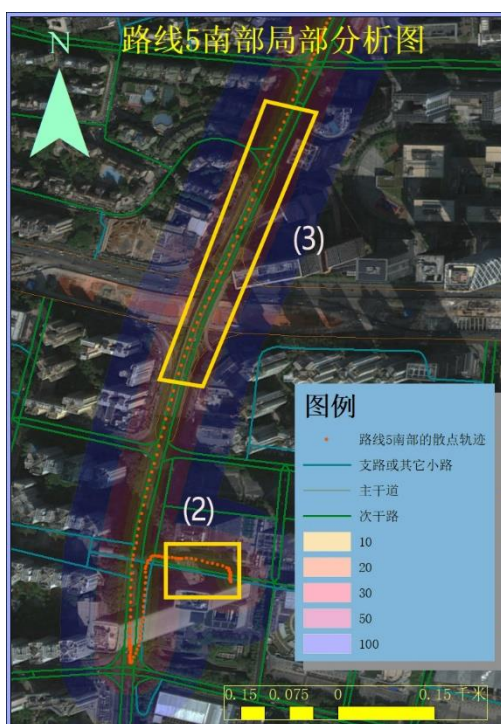 路线5南部局部分析图
N
(3)
(2)
图例
路线5南部的散点轨迹
支路或其它小路
主干道
次干路
10
20
30
50
100
0.15 0.075 0 0.15 千米